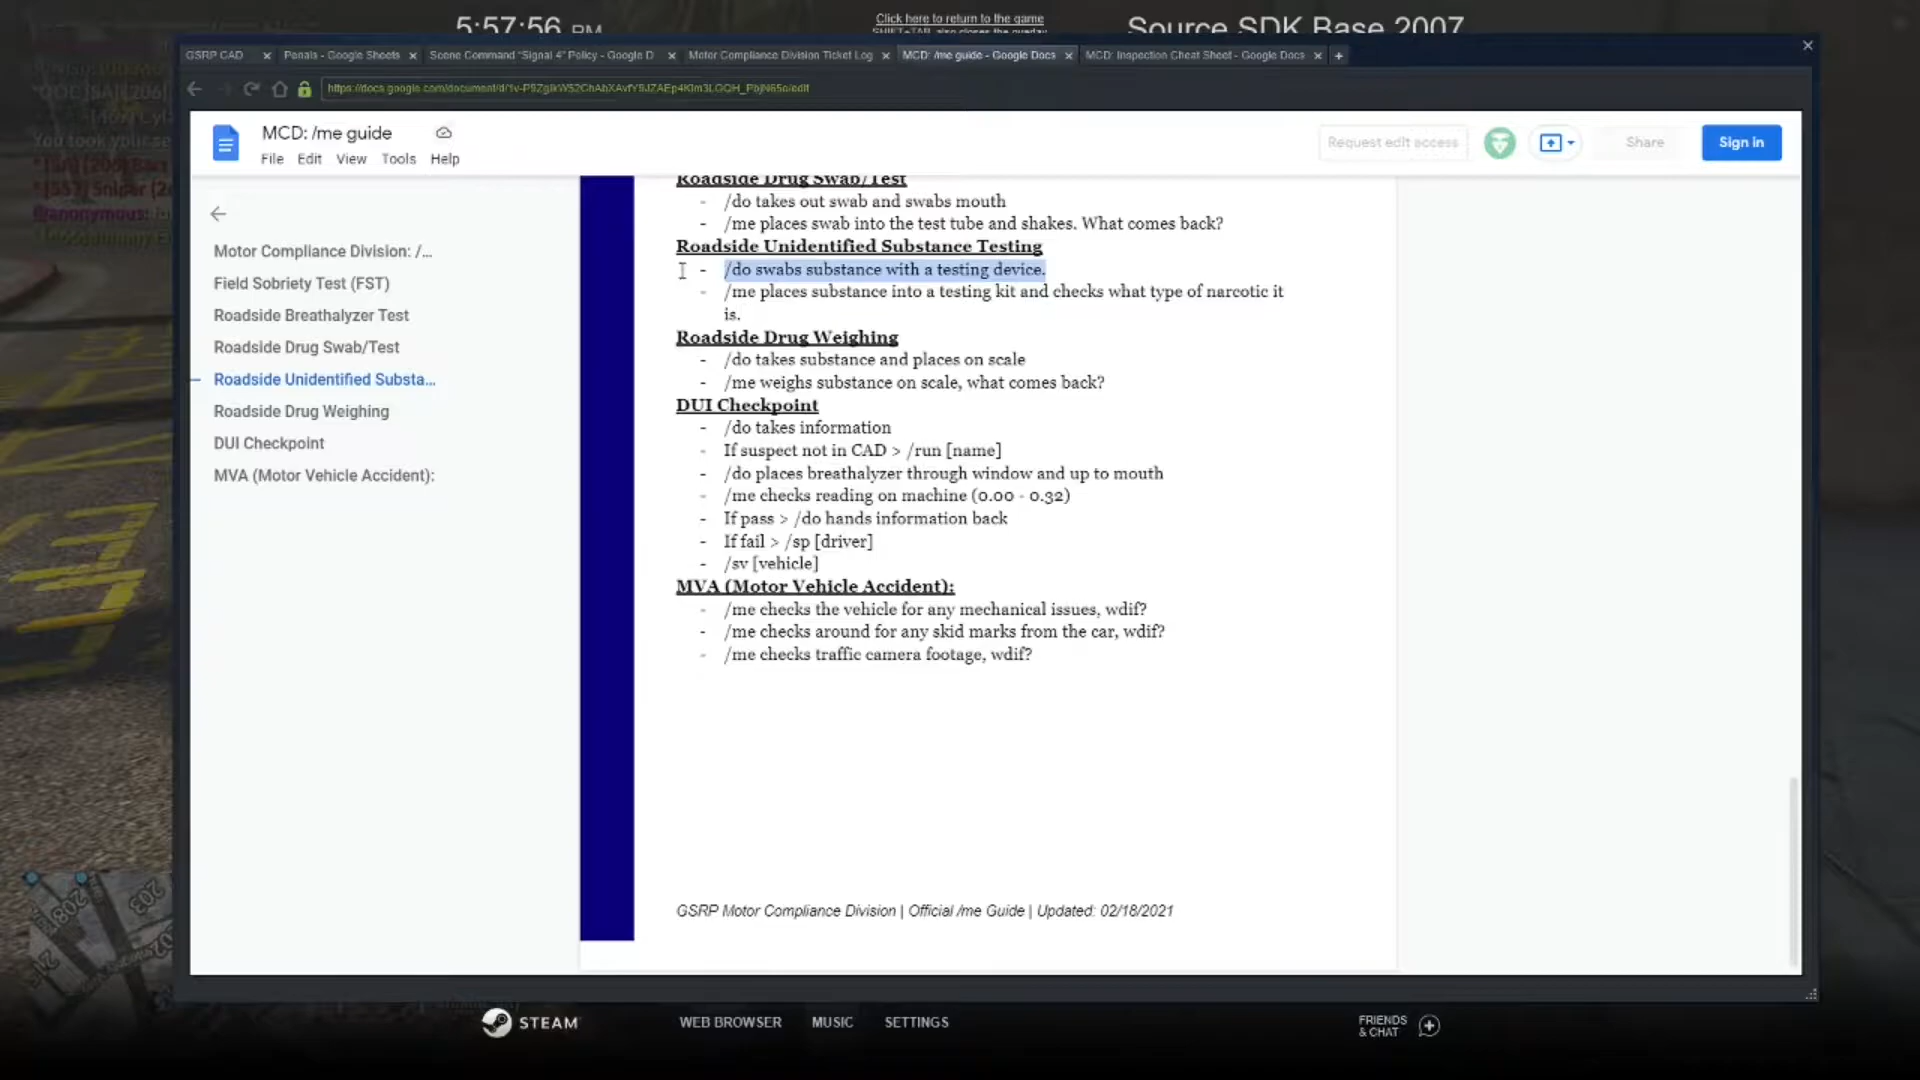 5:57:56 PM
Click here to return to the game
Source SDK Base 2007
GSRP CAD
Penals - Google Sheets
Scene Command "Signal 4" Policy - Google D
Motor Compliance Division Ticket Log
MCD: /me guide - Google Docs
MCD: Inspection Cheat Sheet - Google Docs
MCD: /me guide
File Edit View Tools Help
Request edit access
Share
Sign in
Motor Compliance Division: /...
Field Sobriety Test (FST)
Roadside Breathalyzer Test
Roadside Drug Swab/Test
Roadside Unidentified Substa...
Roadside Drug Weighing
DUI Checkpoint
MVA (Motor Vehicle Accident):
Roadside Drug Swab/Test
- /do takes out swab and swabs mouth
- /me places swab into the test tube and shakes. What comes back?
Roadside Unidentified Substance Testing
- /do swabs substance with a testing device.
- /me places substance into a testing kit and checks what type of narcotic it
is.
Roadside Drug Weighing
- /do takes substance and places on scale
- /me weighs substance on scale, what comes back?
DUI Checkpoint
- /do takes information
- If suspect not in CAD > /run [name]
- /do places breathalyzer through window and up to mouth
- /me checks reading on machine (0.00 - 0.32)
- If pass > /do hands information back
- If fail > /sp [driver]
- /sv [vehicle]
MVA (Motor Vehicle Accident):
- /me checks the vehicle for any mechanical issues, wdif?
- /me checks around for any skid marks from the car, wdif?
- /me checks traffic camera footage, wdif?
GSRP Motor Compliance Division | Official /me Guide | Updated: 02/18/2021
STEAM
WEB BROWSER
MUSIC
SETTINGS
FRIENDS
& CHAT